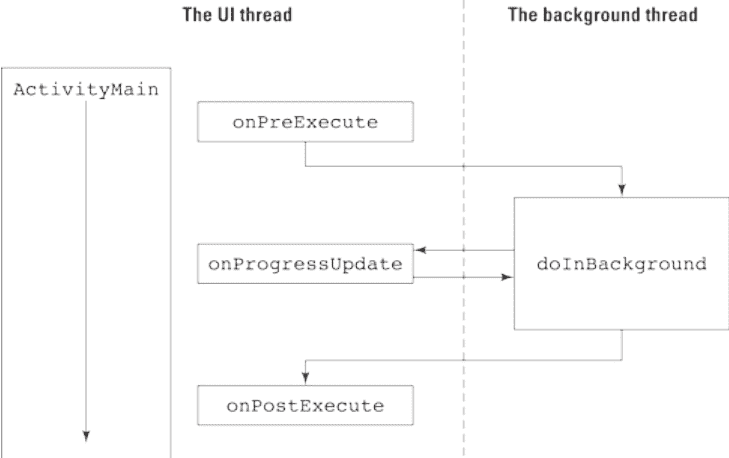 The UI thread
The background thread
ActivityMain
onPreExecute
onProgressUpdate
doInBackground
onPostExecute